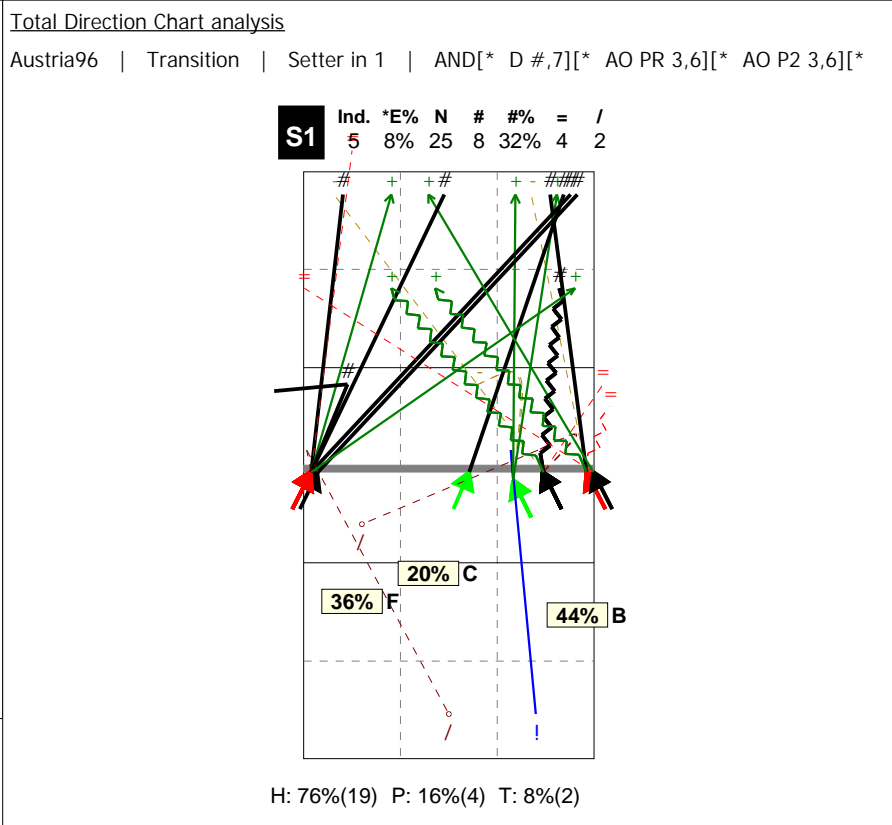 Total Direction Chart analysis
Austria96 | Transition | Setter in 1 | AND[* D #,7][* AO PR 3,6][* AO P2 3,6][*
S1
Ind. *E% N # #% = /
5 8% 25 8 32% 4 2
-# + + # + - # + ###
= + + # +
#
- = =
/
20% C
36% F
44% B
/ !
H: 76%(19) P: 16%(4) T: 8%(2)